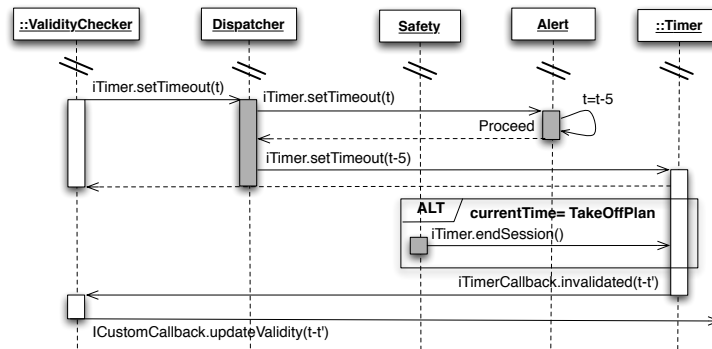 ::ValidityChecker Dispatcher Safety Alert ::Timer
iTimer.setTimeout(t)
iTimer.setTimeout(t)
t=t-5
Proceed
iTimer.setTimeout(t-5)
ALT currentTime= TakeOffPlan
iTimer.endSession()
iTimerCallback.invalidated(t-t')
ICustomCallback.updateValidity(t-t')